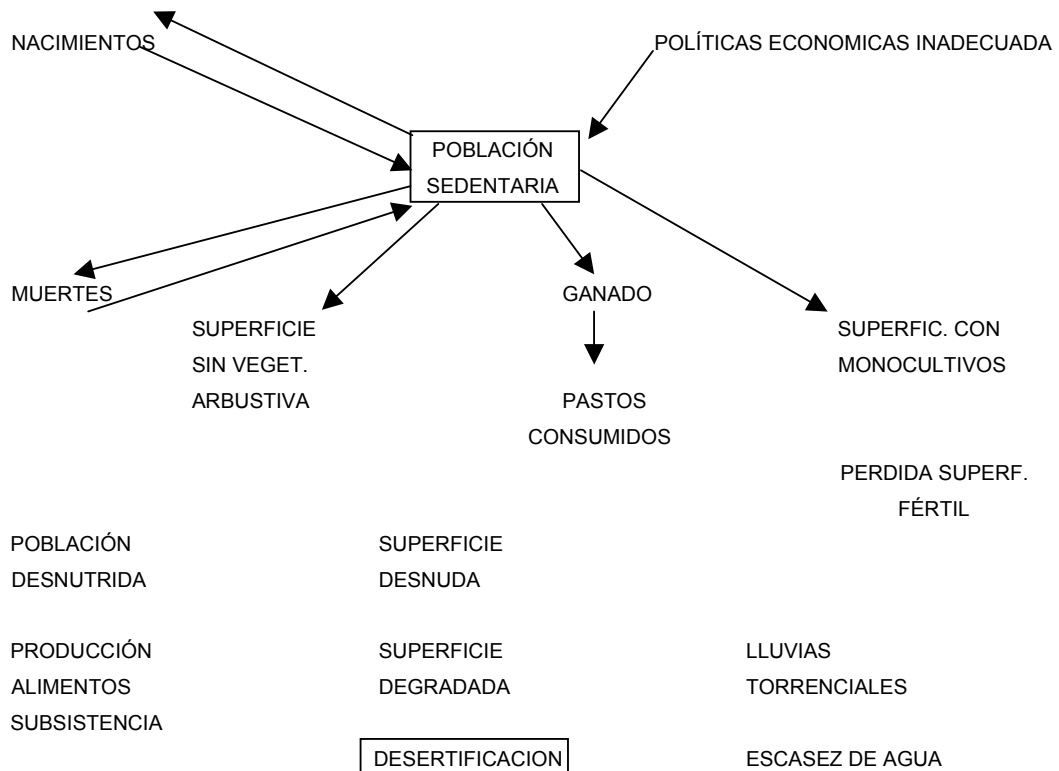 NACIMIENTOS
POLÍTICAS ECONOMICAS INADECUADA
POBLACIÓN
SEDENTARIA
MUERTES
GANADO
SUPERFICIE
SIN VEGET.
ARBUSTIVA
SUPERFIC. CON
MONOCULTIVOS
PASTOS
CONSUMIDOS
PERDIDA SUPERF.
FÉRTIL
POBLACIÓN
DESNUTRIDA
SUPERFICIE
DESNUDA
PRODUCCIÓN
ALIMENTOS
SUBSISTENCIA
SUPERFICIE
DEGRADADA
LLUVIAS
TORRENCIALES
DESERTIFICACION
ESCASEZ DE AGUA